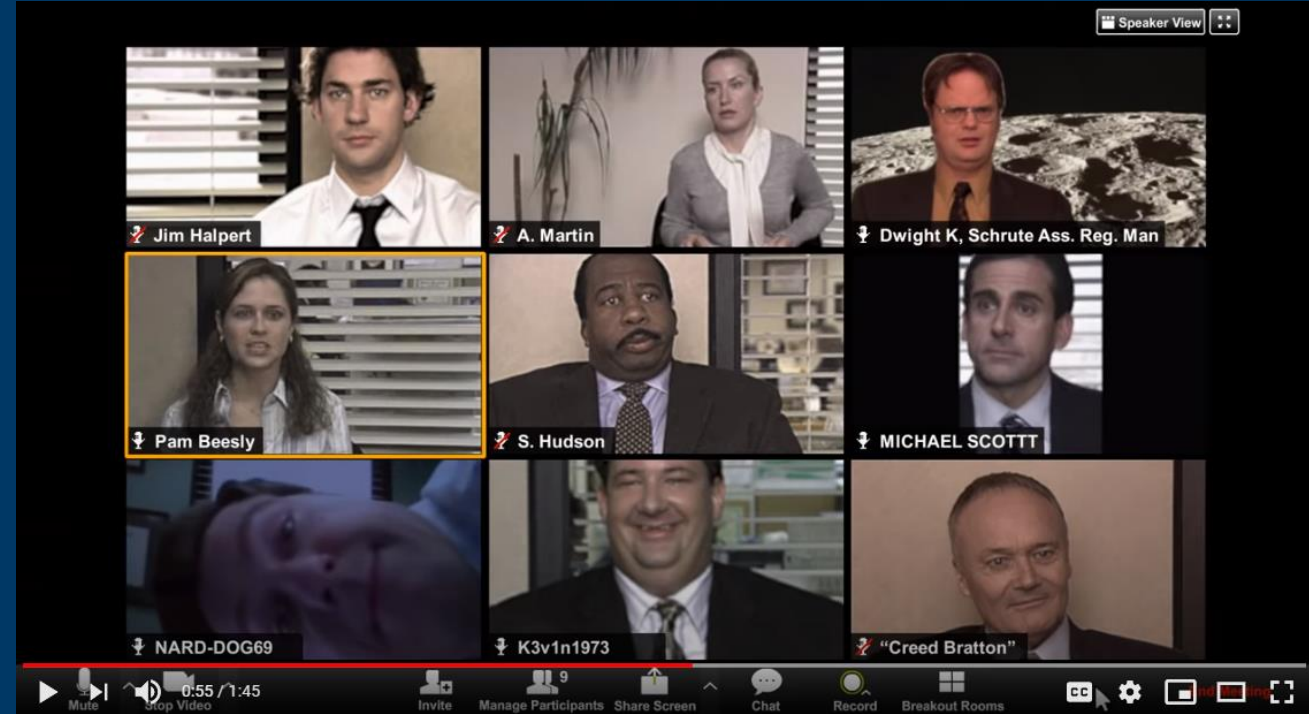 Speaker View
Jim Halpert
A. Martin
Dwight K, Schrute Ass. Reg. Man
Pam Beesly
S. Hudson
MICHAEL SCOTTT
NARD-DOG69
K3v1n1973
“Creed Bratton”
0:55 / 1:45
9
CC
Mute
Stop Video
Invite
Manage Participants
Share Screen
Chat
Record
Breakout Rooms
End Meeting